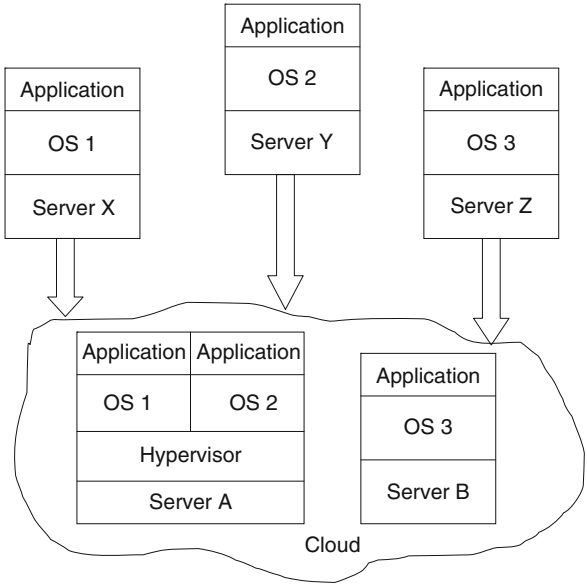 Application
OS 1
Server X
Application
OS 2
Server Y
Application
OS 3
Server Z
Application Application
OS 1 OS 2
Hypervisor
Server A
Application
OS 3
Server B
Cloud